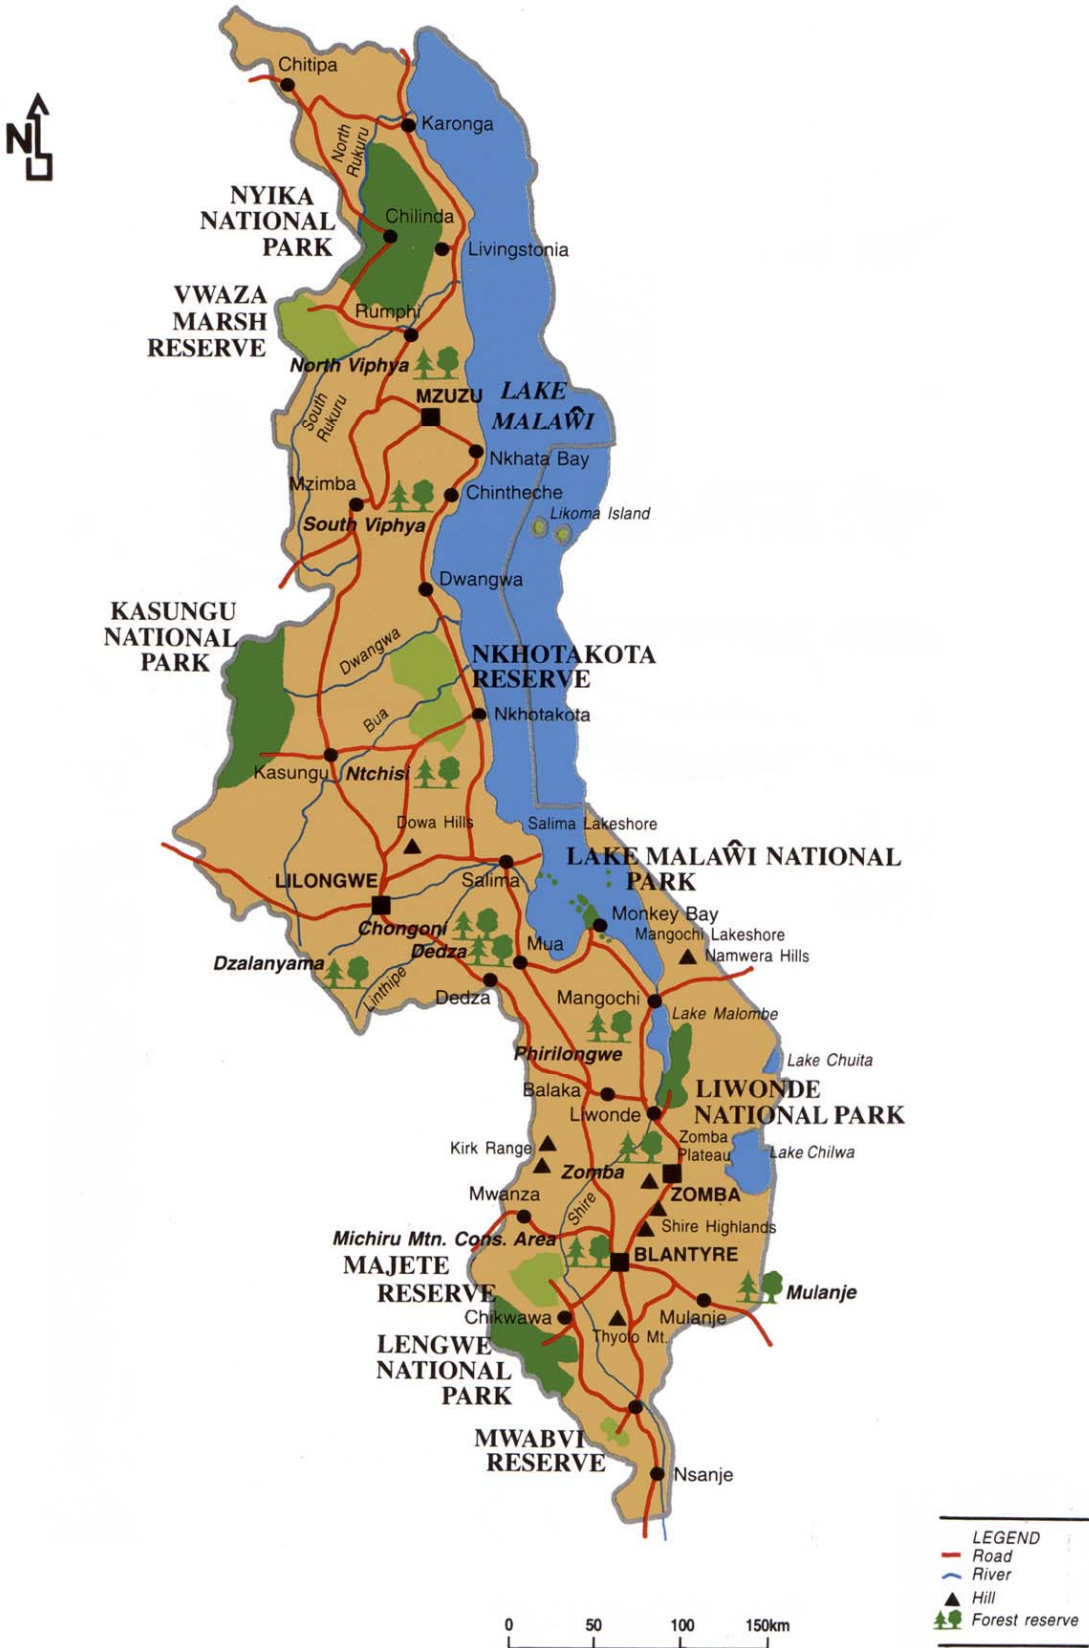 Chitipa
N
Karonga
North
Rukuru
NYIKA
NATIONAL
PARK
Chilinda
Livingstonia
VWAZA
MARSH
RESERVE
Rumphi
North Viphya
MZUZU
LAKE
MALAŴI
South
Rukuru
Nkhata Bay
Mzimba
Chintheche
South Viphya
Likoma Island
Dwangwa
KASUNGU
NATIONAL
PARK
Dwangwa
NKHOTAKOTA
RESERVE
Bua
Nkhotakota
Kasungu
Ntchisi
Dowa Hills
Salima Lakeshore
LAKE MALAŴI NATIONAL
PARK
LILONGWE
Salima
Monkey Bay
Chongoni
Mangochi Lakeshore
Dedza
Mua
Namwera Hills
Dzalanyama
Linthipe
Dedza
Mangochi
Lake Malombe
Phirilongwe
Lake Chuita
Balaka
LIWONDE
NATIONAL PARK
Liwonde
Kirk Range
Zomba
Plateau
Lake Chilwa
Zomba
Mwanza
ZOMBA
Shire
Shire Highlands
Michiru Mtn. Cons. Area
BLANTYRE
MAJETE
RESERVE
Mulanje
Chikwawa
Mulanje
Thyolo Mt.
LENGWE
NATIONAL
PARK
MWABVI
RESERVE
Nsanje
LEGEND
Road
River
Hill
Forest reserve
0 50 100 150km